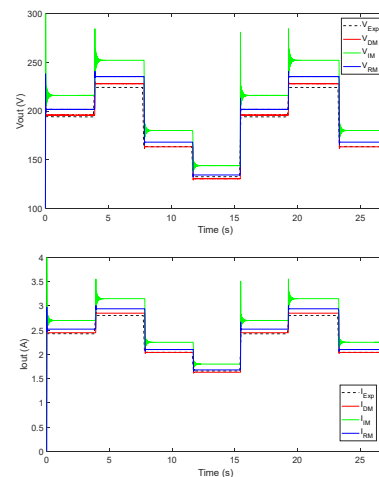 300
250
200
150
100
Vout (V)
0
5
10
15
20
25
Time (s)
V_Exp
V_DM
V_IM
V_RM
4
3.5
3
2.5
2
1.5
1
0.5
0
Iout (A)
0
5
10
15
20
25
Time (s)
I_Exp
I_DM
I_IM
I_RM